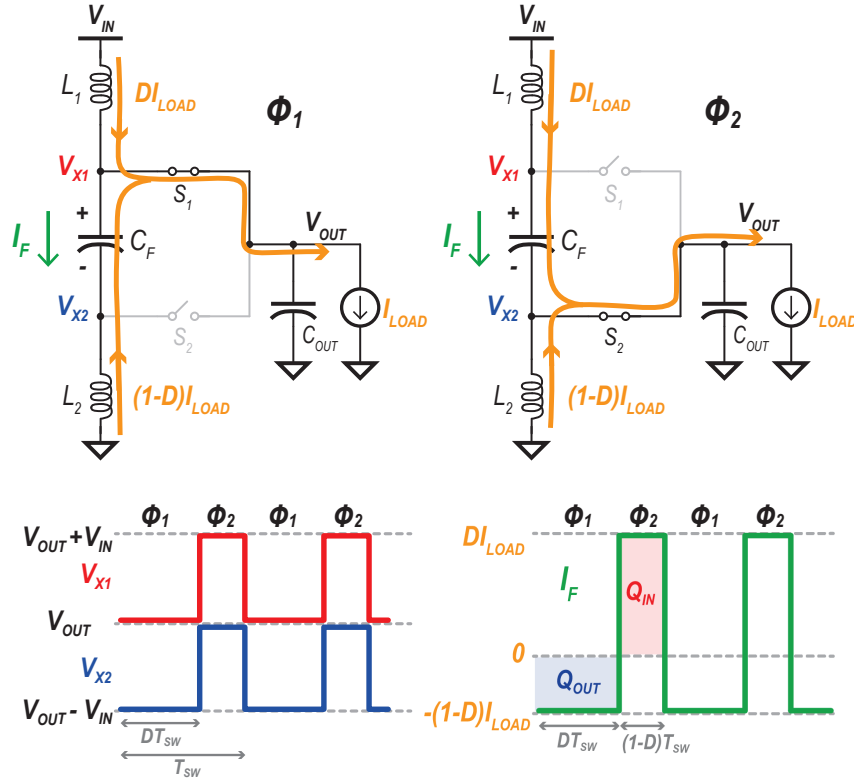 V_IN
L_1
DI_LOAD
Φ_1
V_X1
S_1
+
I_F
C_F
-
V_OUT
V_X2
S_2
C_OUT
I_LOAD
L_2
(1-D)I_LOAD
V_IN
L_1
DI_LOAD
Φ_2
V_X1
S_1
+
I_F
C_F
-
V_OUT
V_X2
S_2
C_OUT
I_LOAD
L_2
(1-D)I_LOAD
Φ_1 Φ_2 Φ_1 Φ_2
V_OUT+V_IN
V_X1
V_OUT
V_X2
V_OUT-V_IN
DT_SW
T_SW
Φ_1 Φ_2 Φ_1 Φ_2
DI_LOAD
I_F
Q_IN
0
Q_OUT
-(1-D)I_LOAD
DT_SW (1-D)T_SW